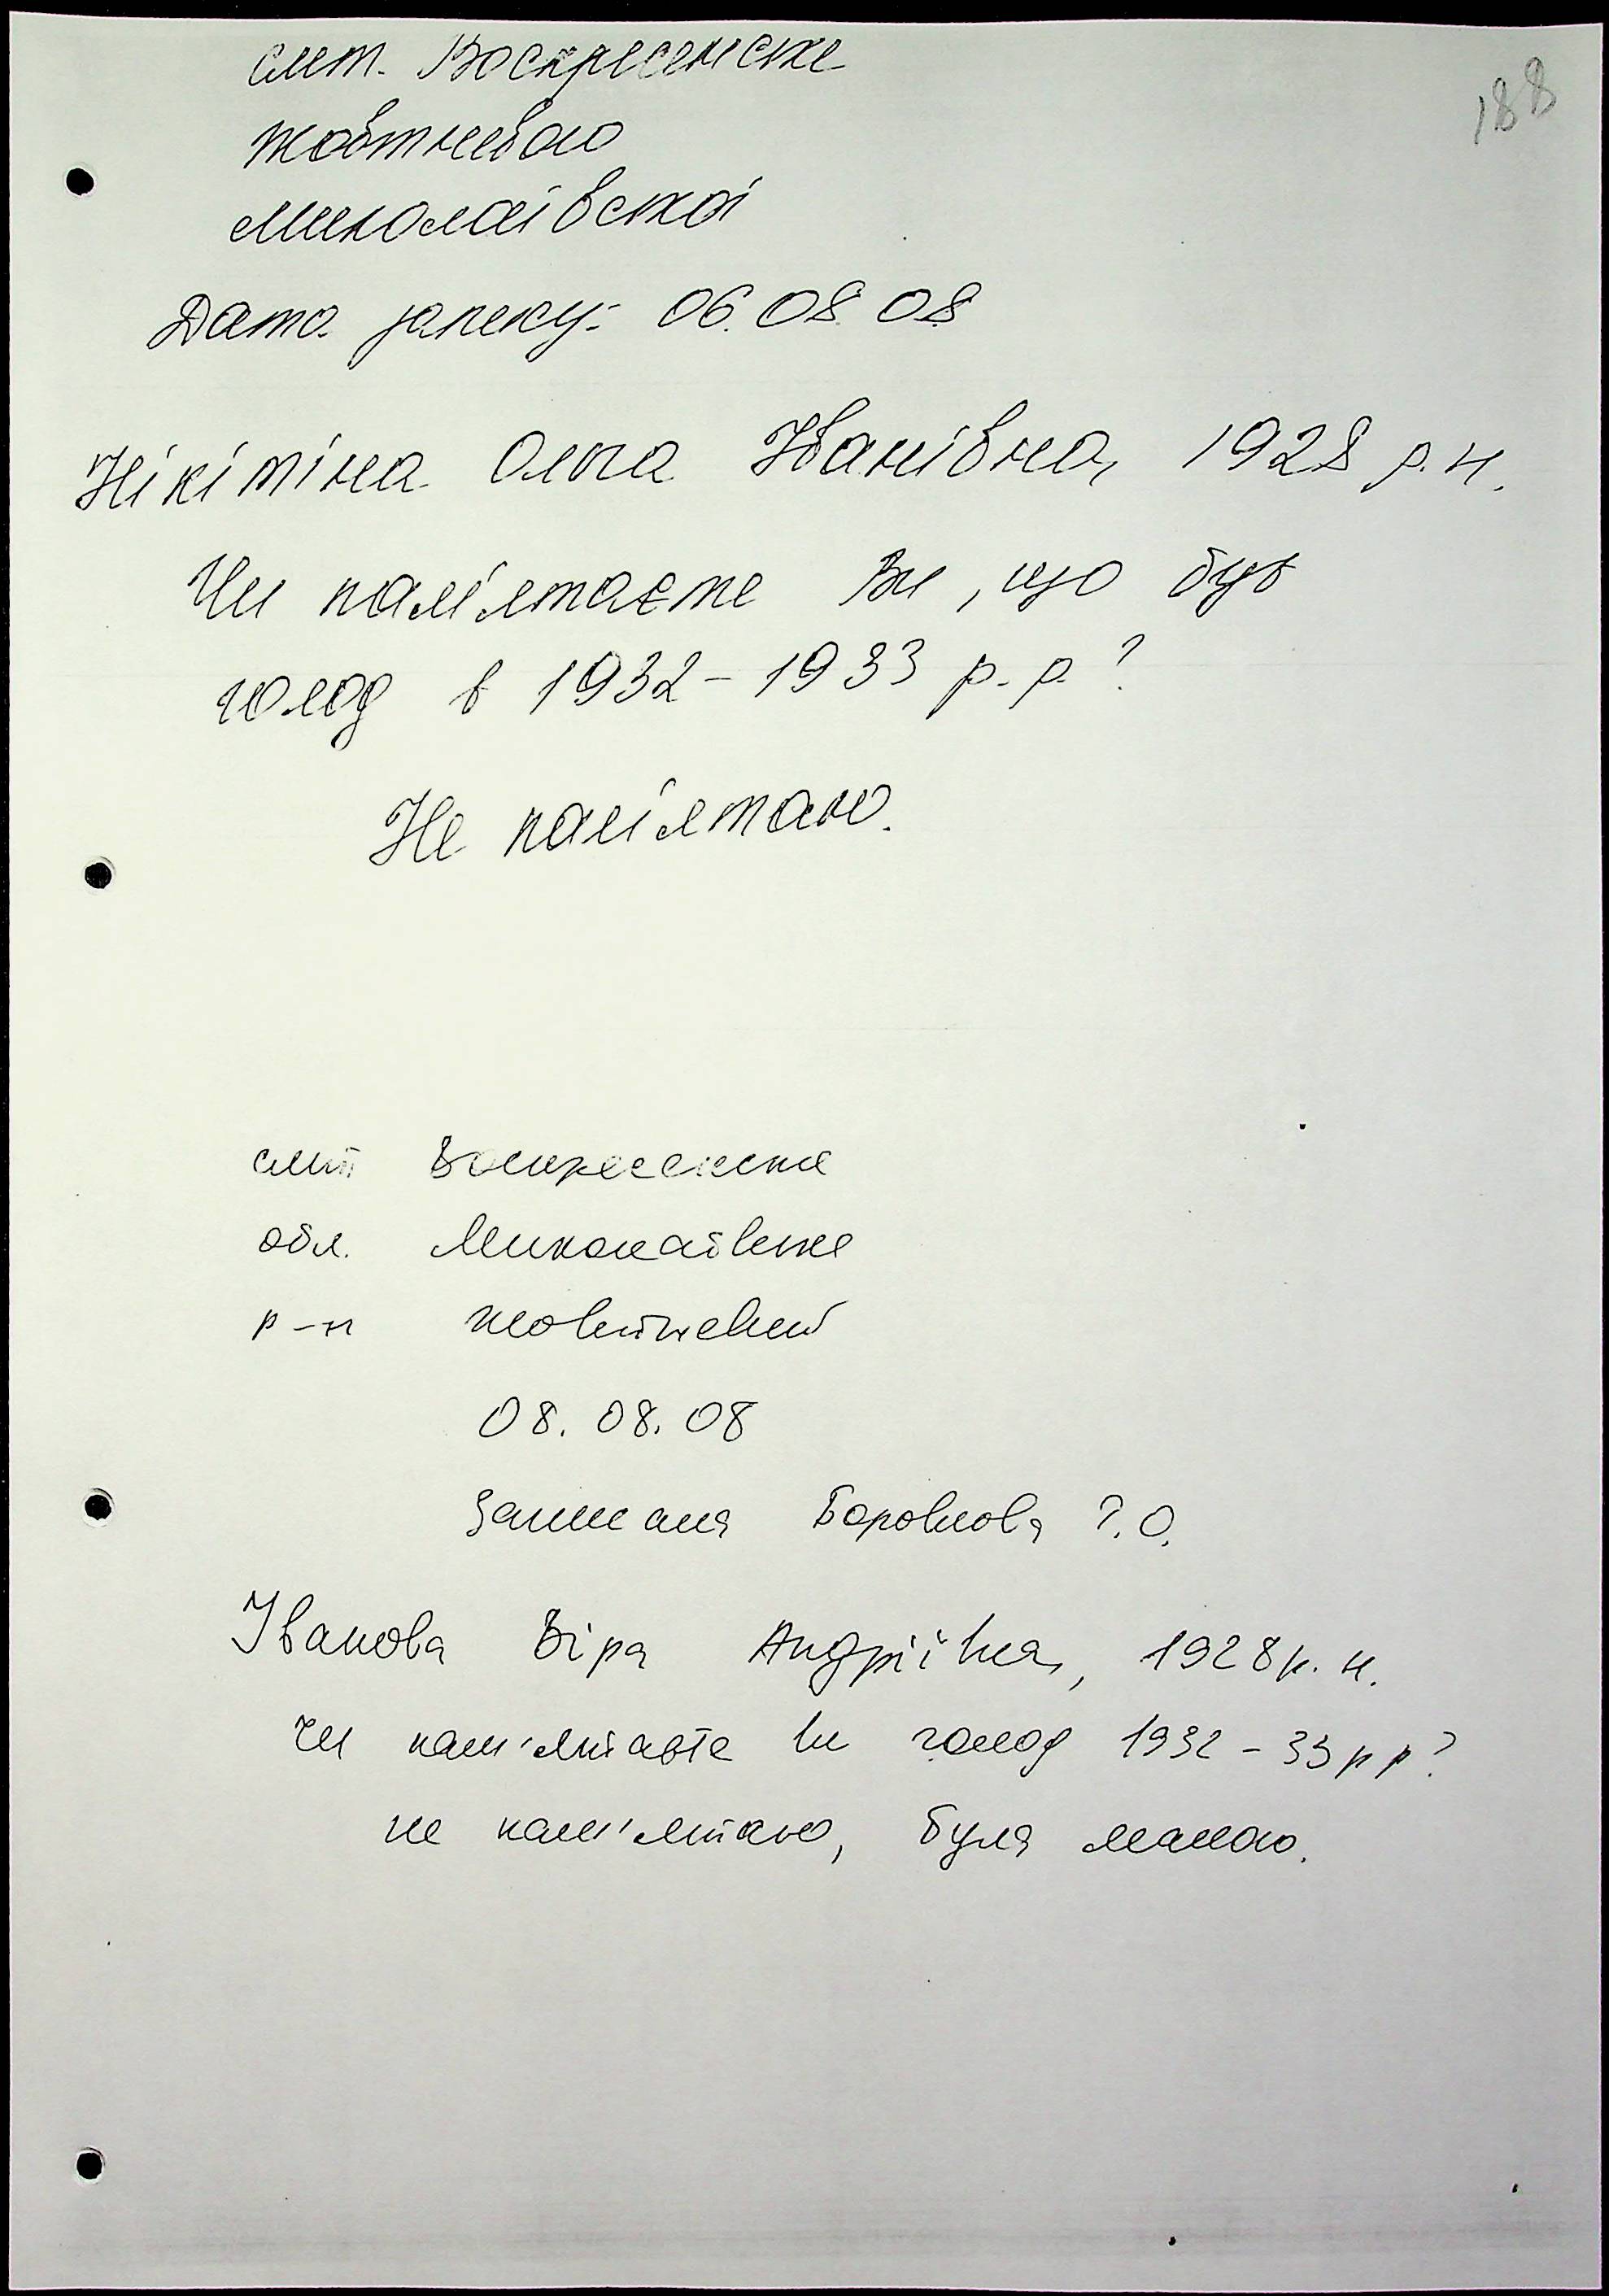 188
смт. Воскресенське
Жовтневого
Миколаївської
Дата запису: 06.08.08
Нікітіна Ольга Іванівна, 1928 р.н.
Чи пам'ятаєте Ви, що був
голод в 1932-1933 р.р.?
Не пам'ятаю.
смт Воскресенське
обл. Миколаївське
р-н Жовтневий
08.08.08
Записала Боровкова Г.О.
Іванова Віра Андріївна, 1928 р.н.
Чи пам'ятаєте ви голод 1932-33 рр?
не пам'ятаю, була малою.